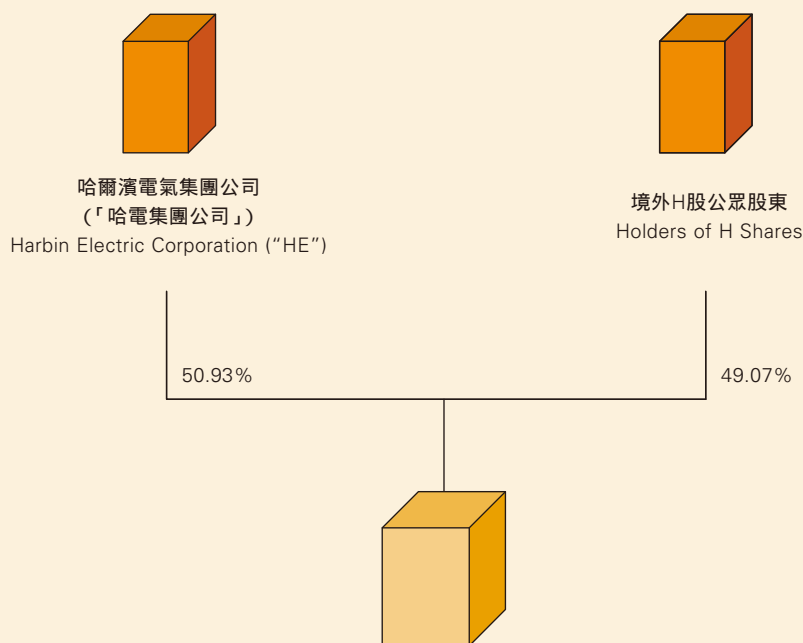 哈爾濱電氣集團公司
(「哈電集團公司」)
Harbin Electric Corporation (“HE”)
境外H股公眾股東
Holders of H Shares
50.93%
49.07%